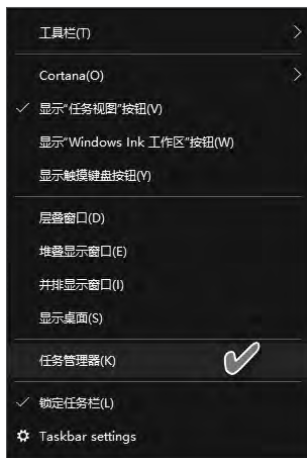 工具栏(T)
Cortana(O)
显示“任务视图”按钮(V)
显示“Windows Ink 工作区”按钮(W)
显示触摸键盘按钮(Y)
层叠窗口(D)
堆叠显示窗口(E)
并排显示窗口(I)
显示桌面(S)
任务管理器(K)
锁定任务栏(L)
Taskbar settings